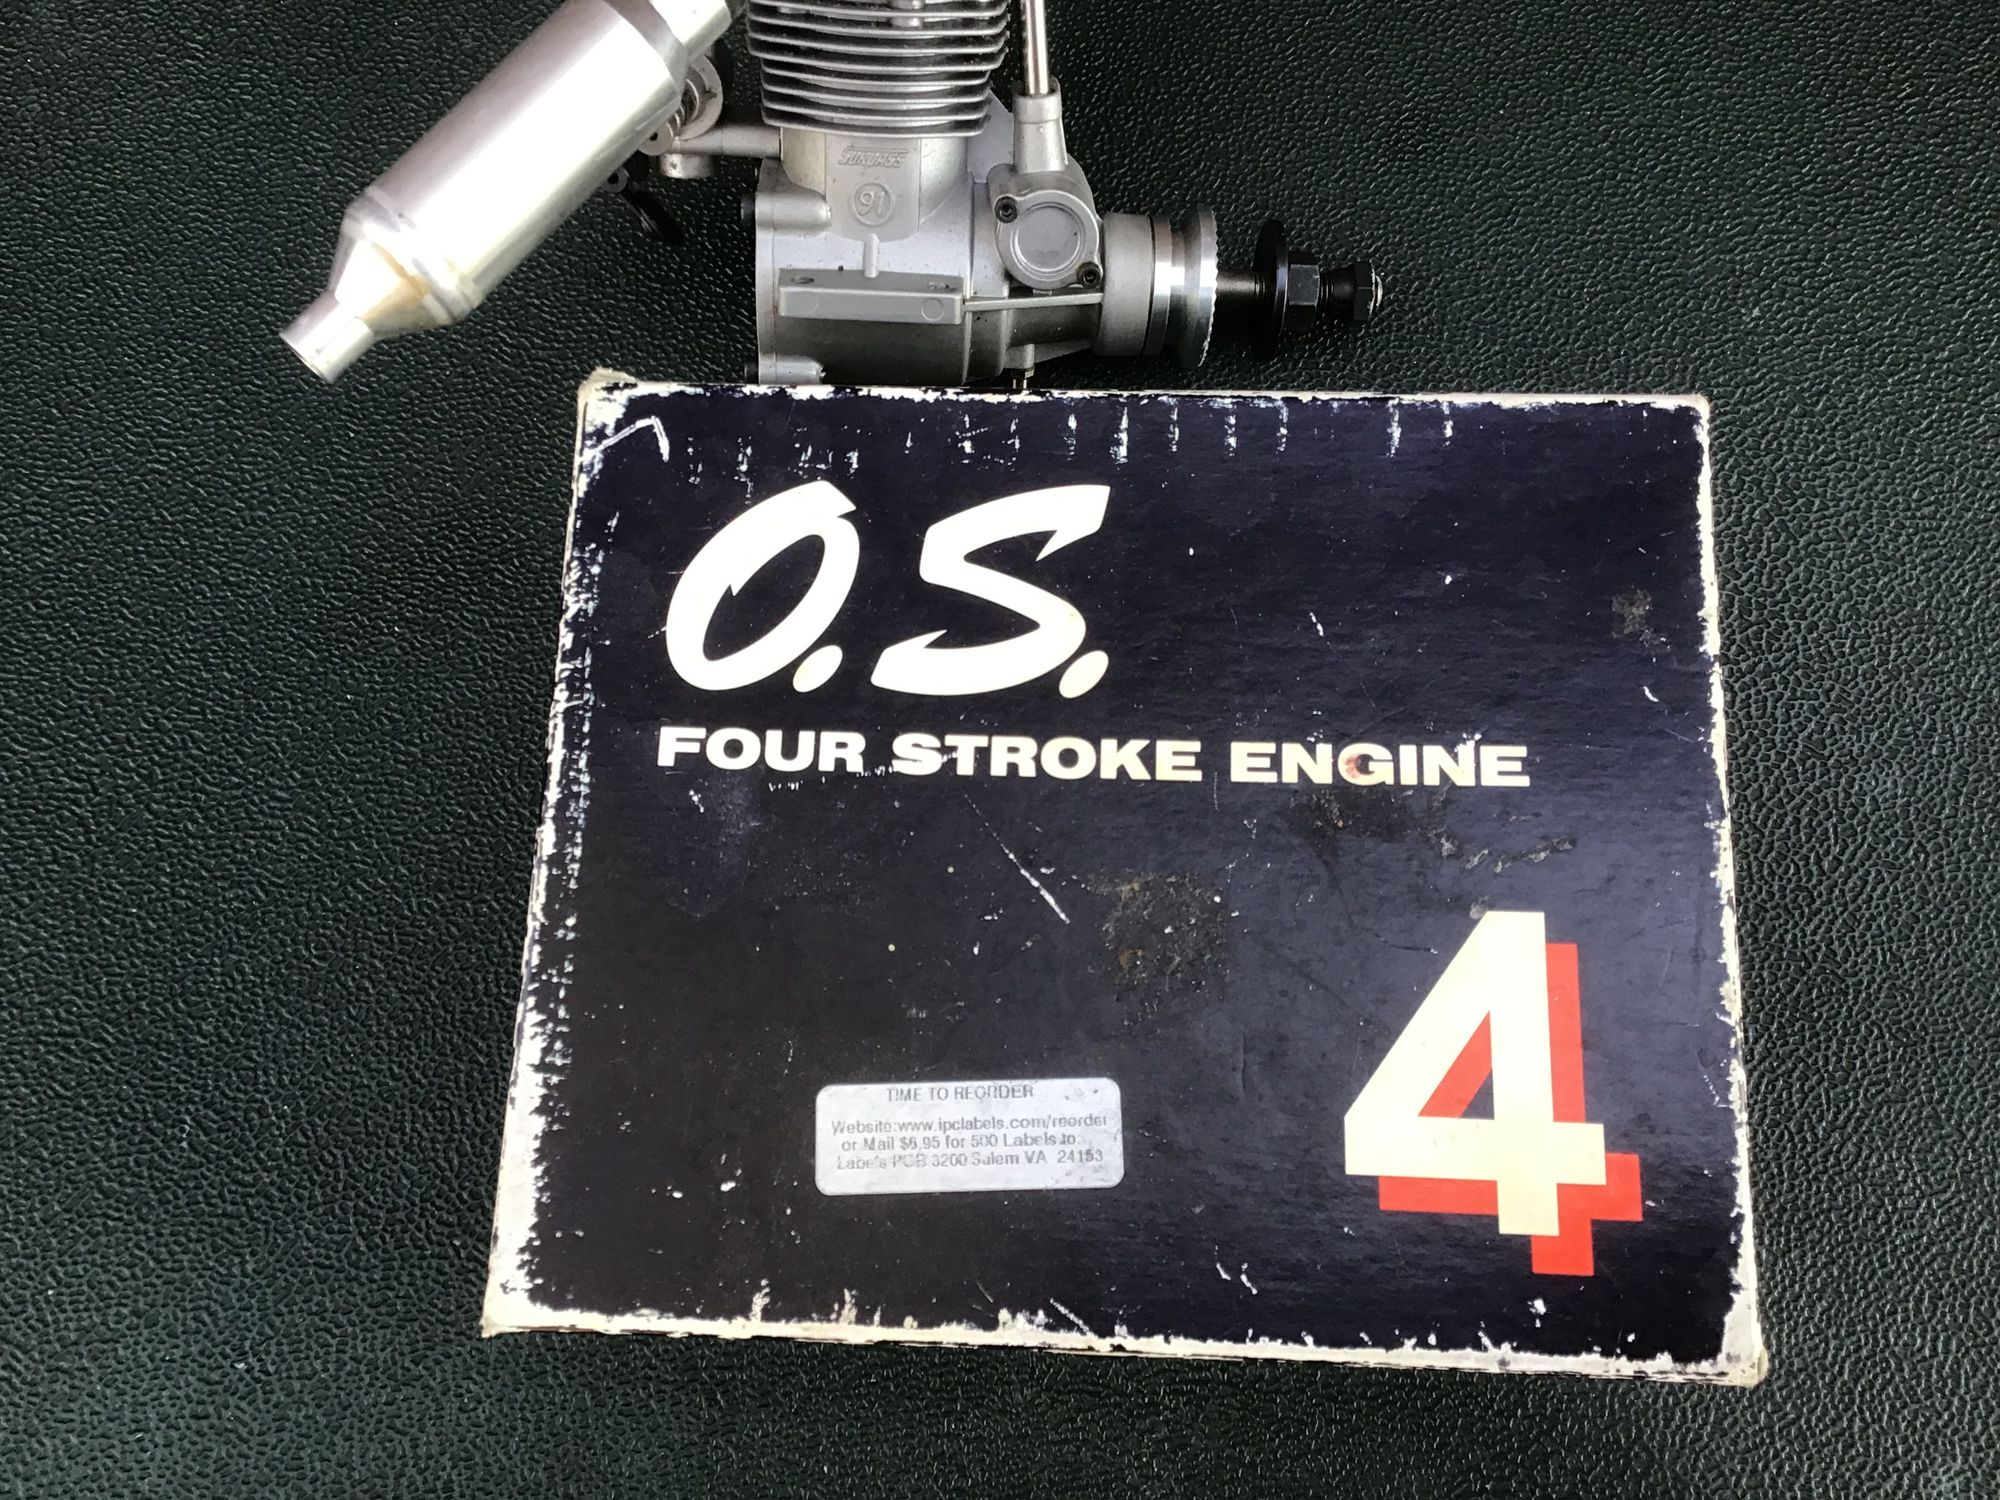 SURPASS
91
O.S.
FOUR STROKE ENGINE
4
TIME TO REORDER
Website:www.ipclabels.com/reorder
or Mail $6.95 for 500 Labels to:
Labels POB 3200 Salem VA 24153